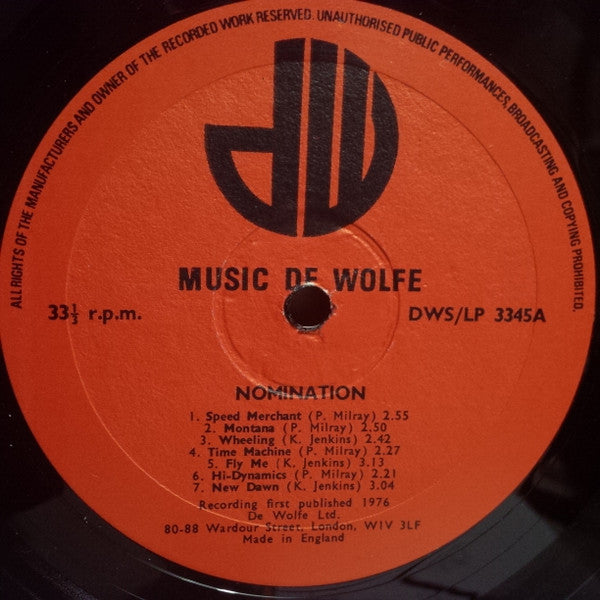 ALL RIGHTS OF THE MANUFACTURERS AND OWNER OF THE RECORDED WORK RESERVED. UNAUTHORISED PUBLIC PERFORMANCES, BROADCASTING AND COPYING PROHIBITED.
dW
MUSIC DE WOLFE
33⅓ r.p.m.
DWS/LP 3345A
NOMINATION
1. Speed Merchant (P. Milray) 2.55
2. Montana (P. Milray) 2.50
3. Wheeling (K. Jenkins) 2.42
4. Time Machine (P. Milray) 2.27
5. Fly Me (K. Jenkins) 3.13
6. Hi-Dynamics (P. Milray) 2.21
7. New Dawn (K. Jenkins) 3.04
Recording first published 1976
De Wolfe Ltd.
80-88 Wardour Street, London, W1V 3LF
Made in England